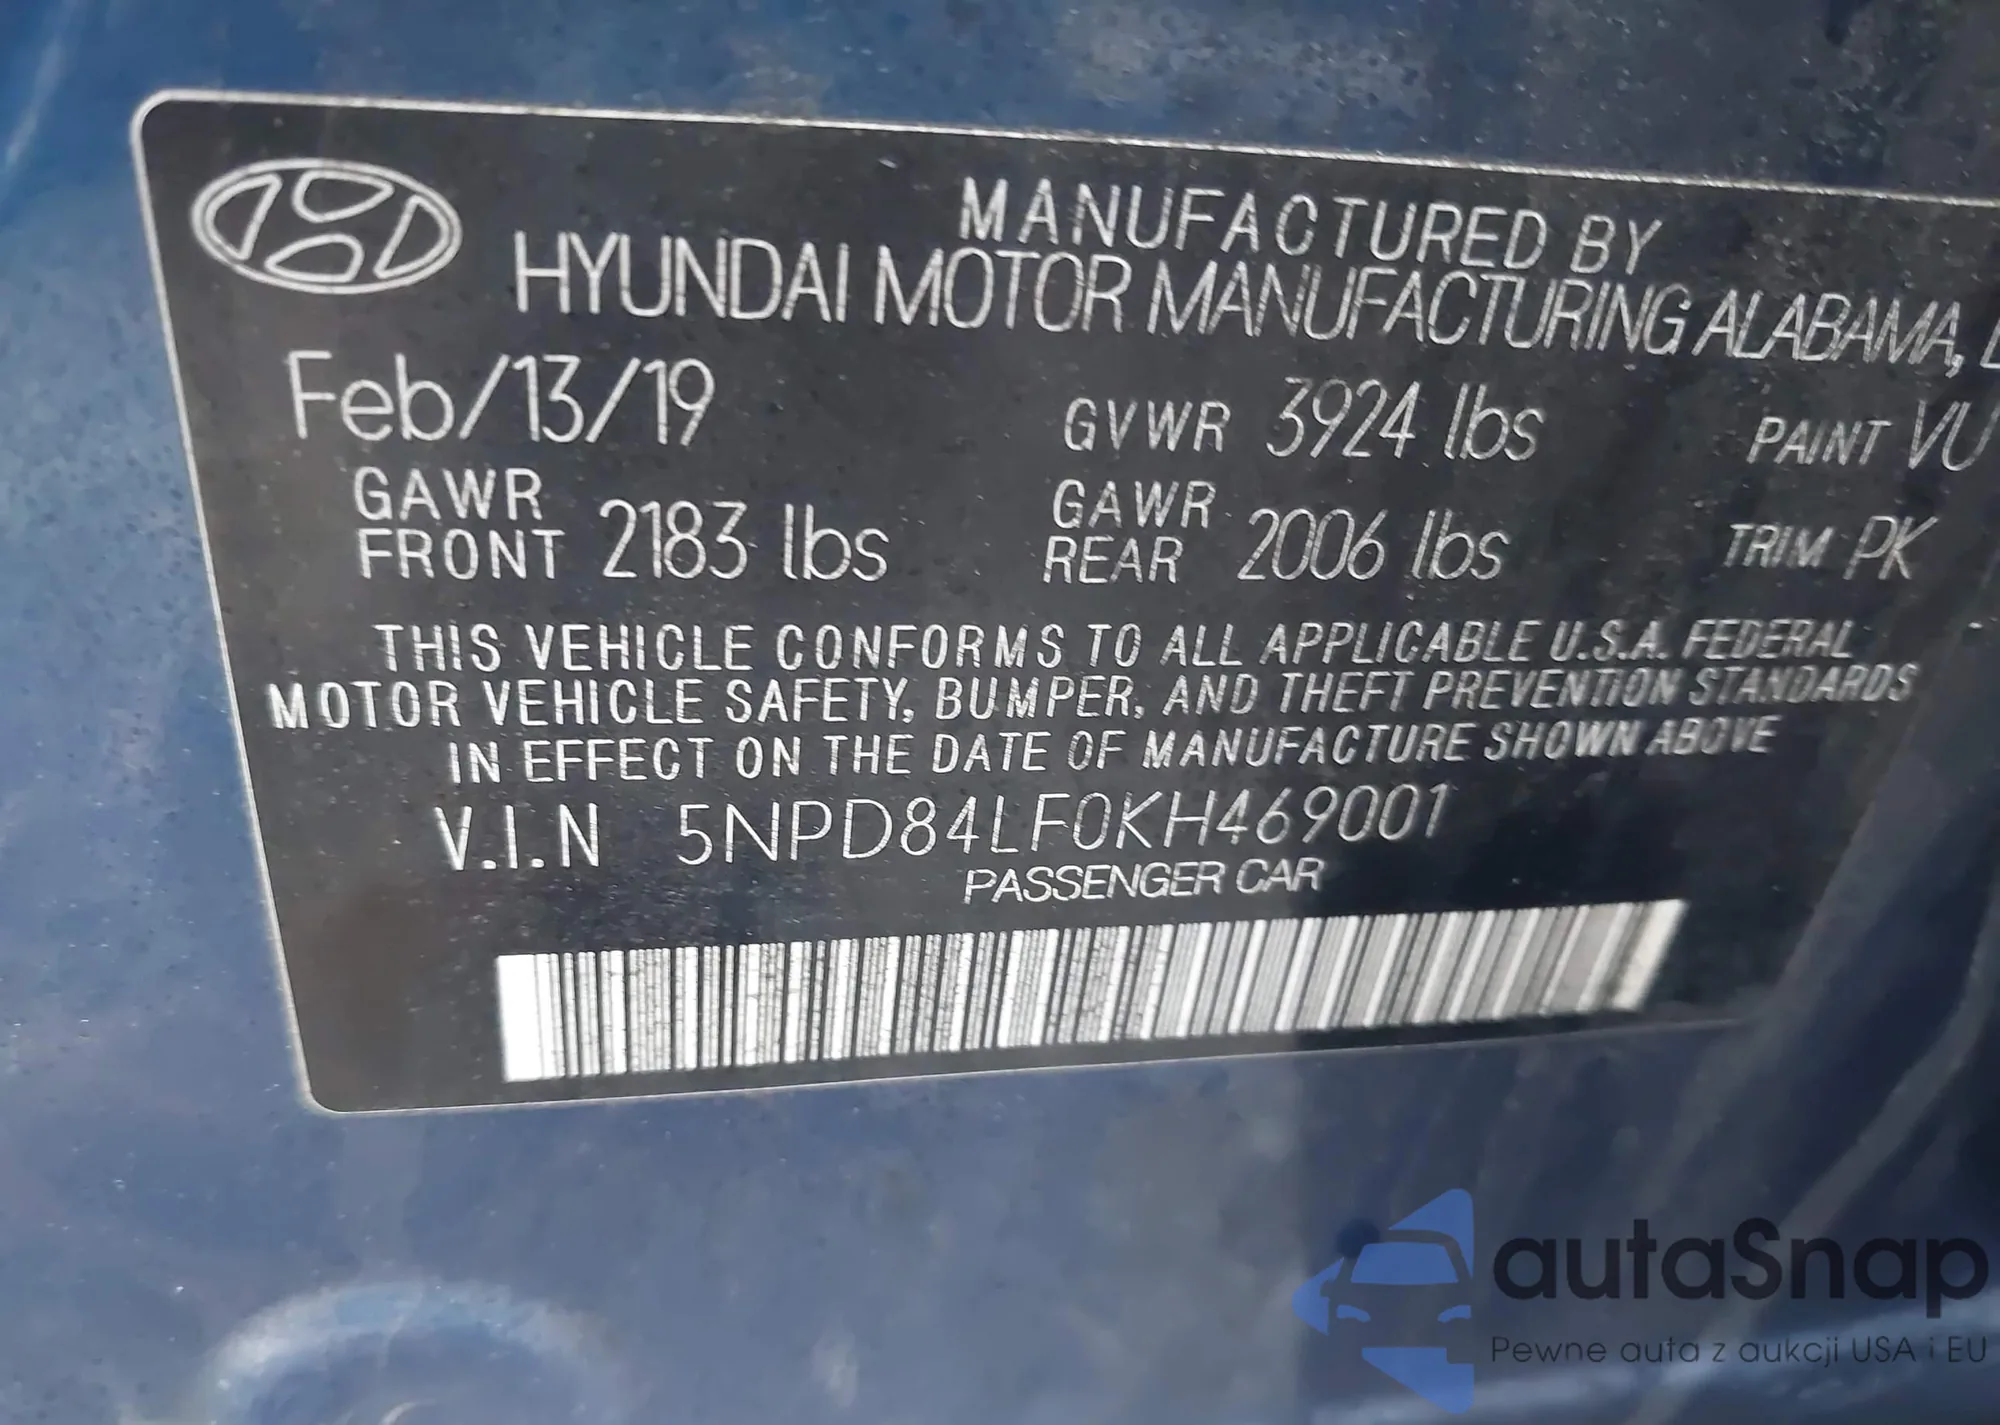 MANUFACTURED BY
HYUNDAI MOTOR MANUFACTURING ALABAMA,
Feb/13/19 GVWR 3924 lbs PAINT VU
GAWR FRONT 2183 lbs GAWR REAR 2006 lbs TRIM PK
THIS VEHICLE CONFORMS TO ALL APPLICABLE U.S.A. FEDERAL
MOTOR VEHICLE SAFETY, BUMPER, AND THEFT PREVENTION STANDARDS
IN EFFECT ON THE DATE OF MANUFACTURE SHOWN ABOVE
V.I.N 5NPD84LF0KH469001
PASSENGER CAR
autaSnap
Pewne auta z aukcji USA i EU